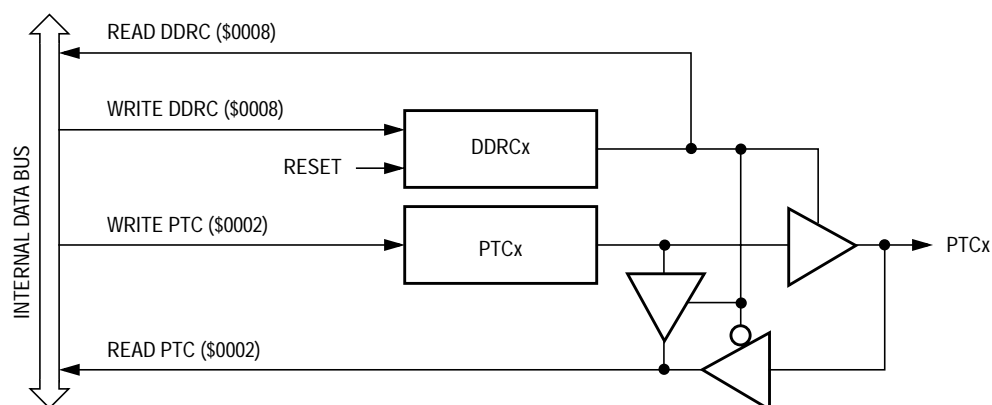 READ DDRC ($0008)
WRITE DDRC ($0008)
DDRCx
RESET
INTERNAL DATA BUS
WRITE PTC ($0002)
PTCx
PTCx
READ PTC ($0002)